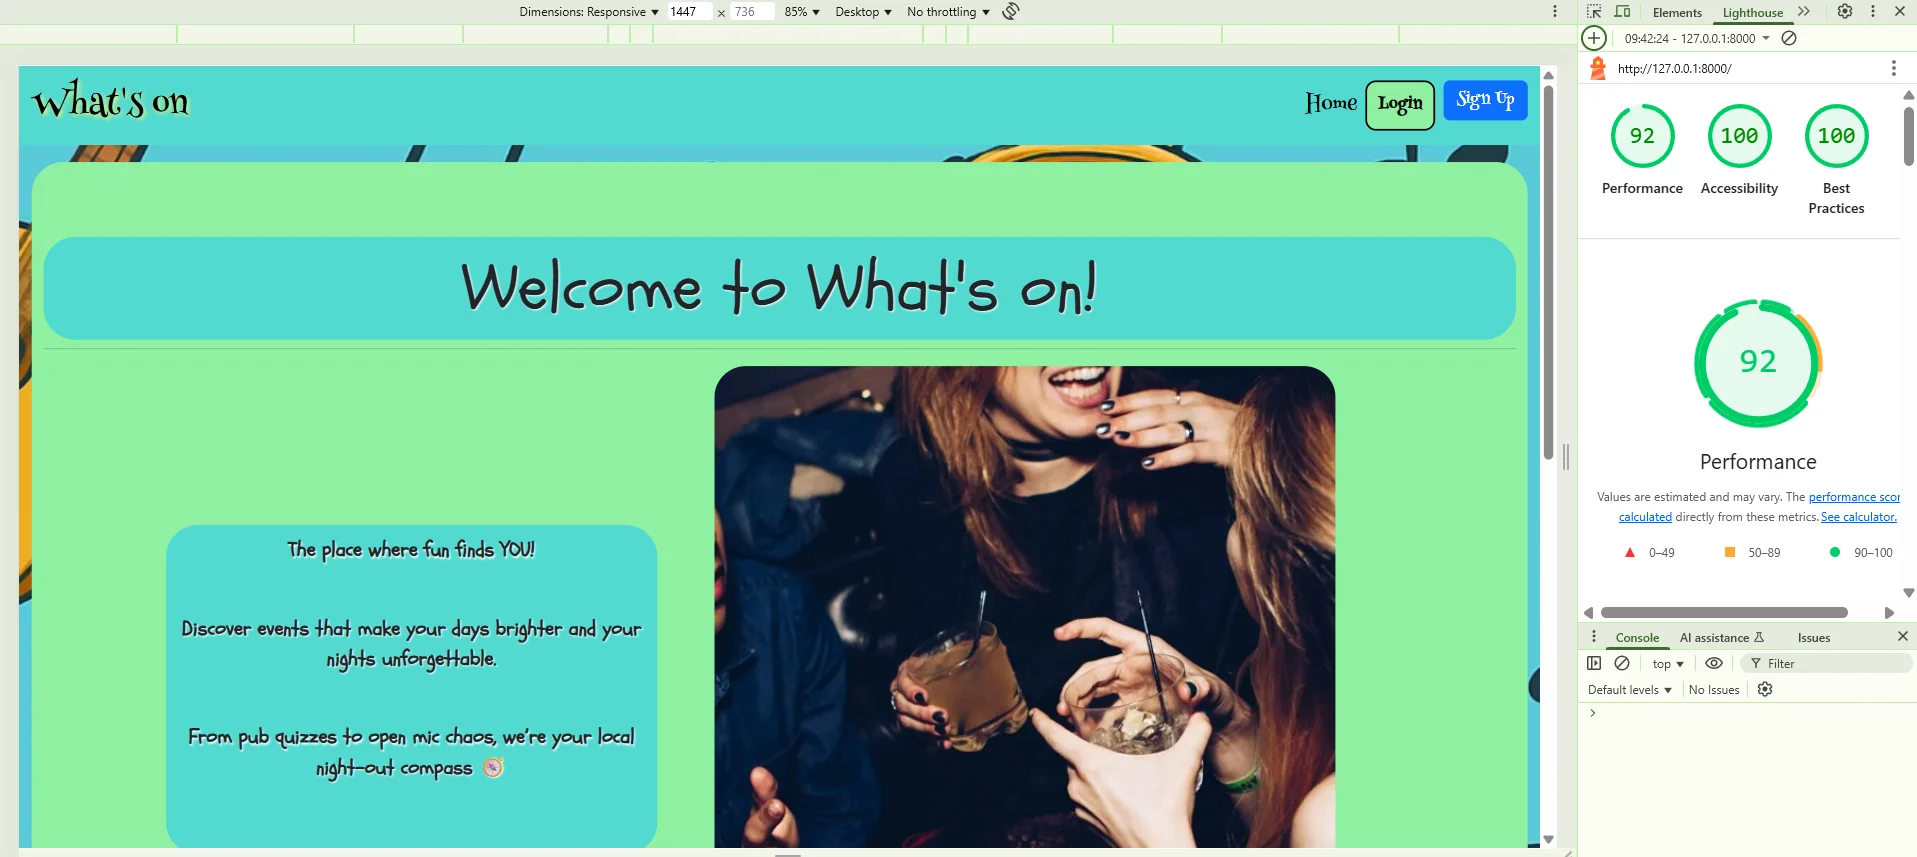 Dimensions: Responsive 1447 × 736 85% Desktop No throttling
Elements Lighthouse
09:42:24 - 127.0.0.1:8000
http://127.0.0.1:8000/
What's on
Home Login Sign Up
92 100 100
Performance Accessibility Best Practices
Welcome to What's on!
92
Performance
Values are estimated and may vary. The performance scor
calculated directly from these metrics. See calculator.
0–49 50–89 90–100
The place where fun finds YOU!
Discover events that make your days brighter and your
nights unforgettable.
From pub quizzes to open mic chaos, we’re your local
night-out compass 🧭
Console AI assistance Issues
top Filter
Default levels No Issues